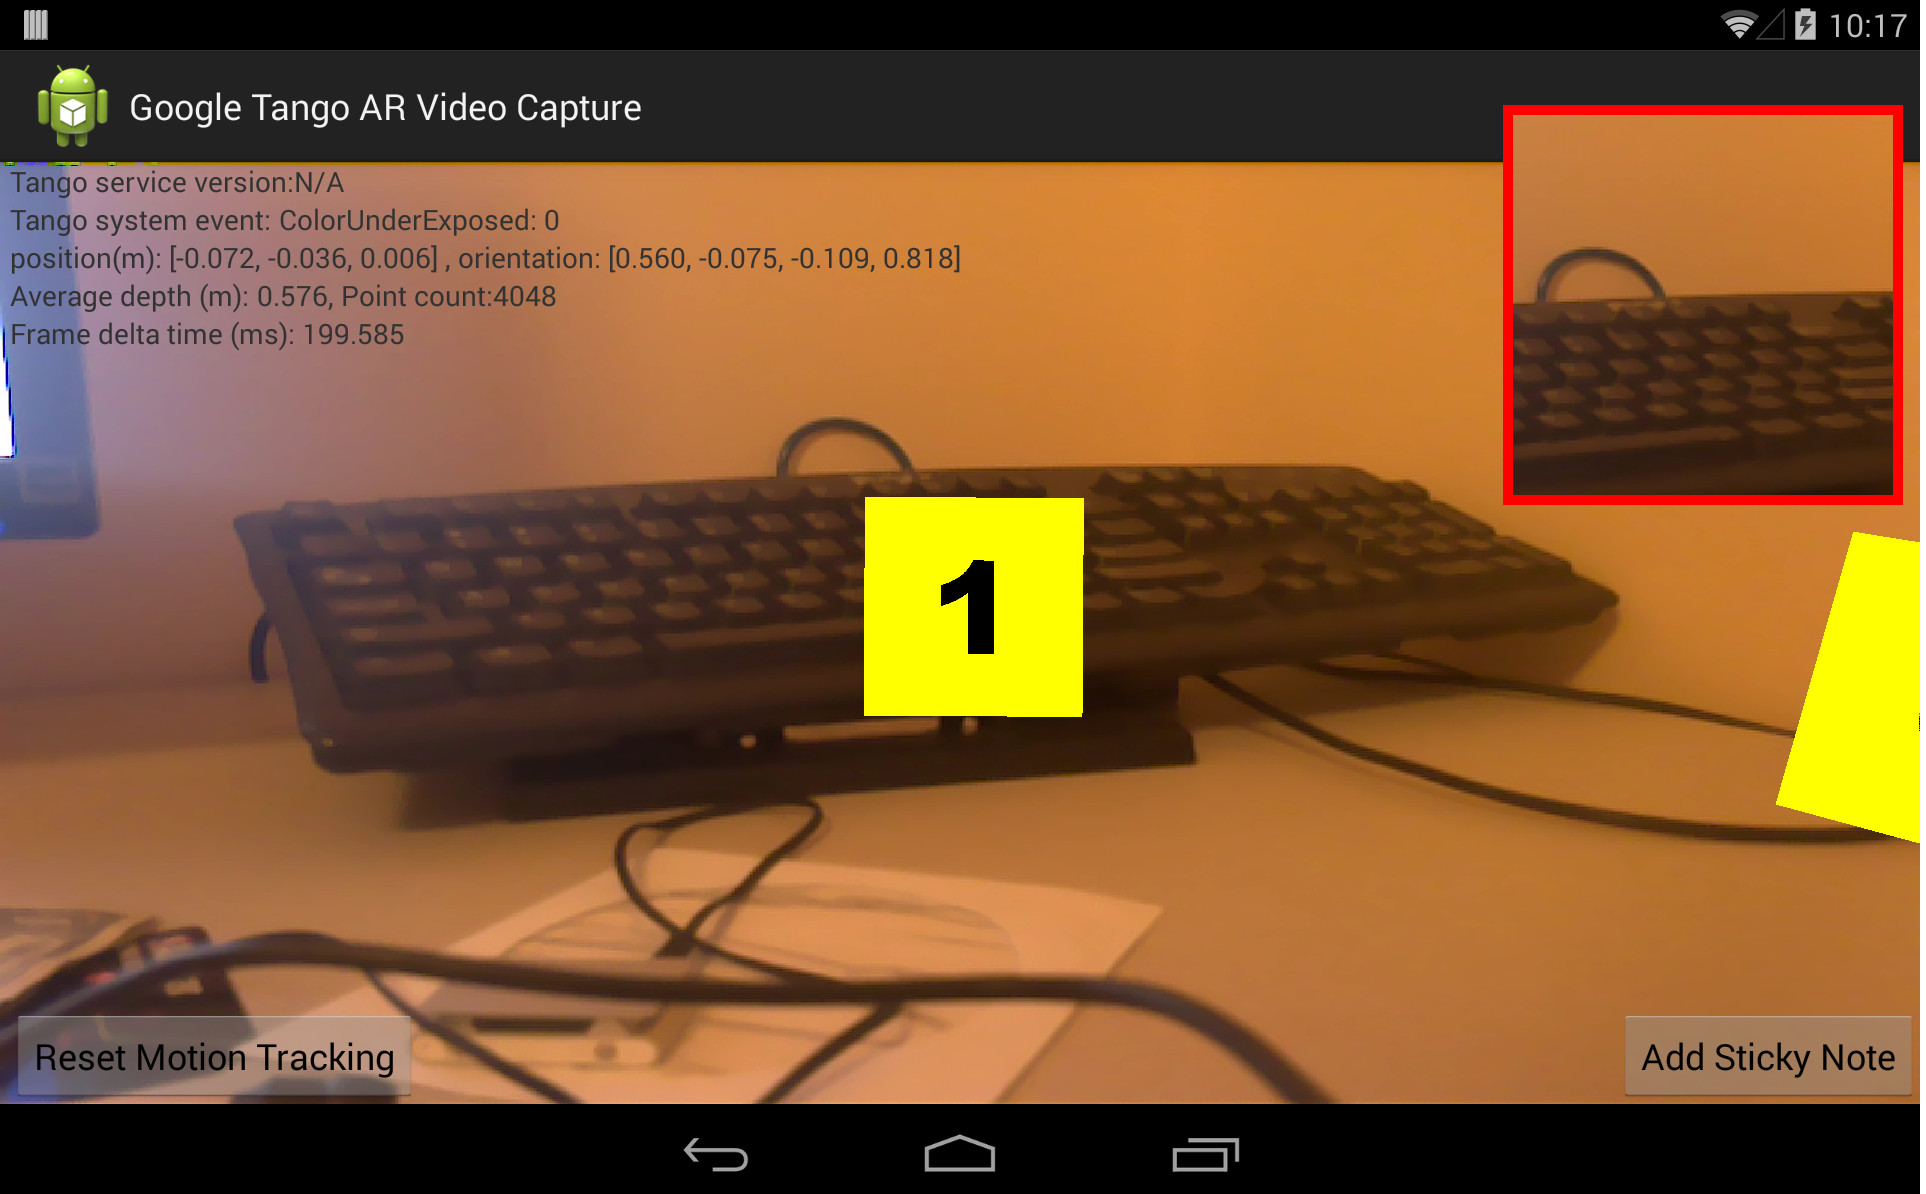 10:17
Google Tango AR Video Capture
Tango service version:N/A
Tango system event: ColorUnderExposed: 0
position(m): [-0.072, -0.036, 0.006] , orientation: [0.560, -0.075, -0.109, 0.818]
Average depth (m): 0.576, Point count:4048
Frame delta time (ms): 199.585
1
Reset Motion Tracking
Add Sticky Note